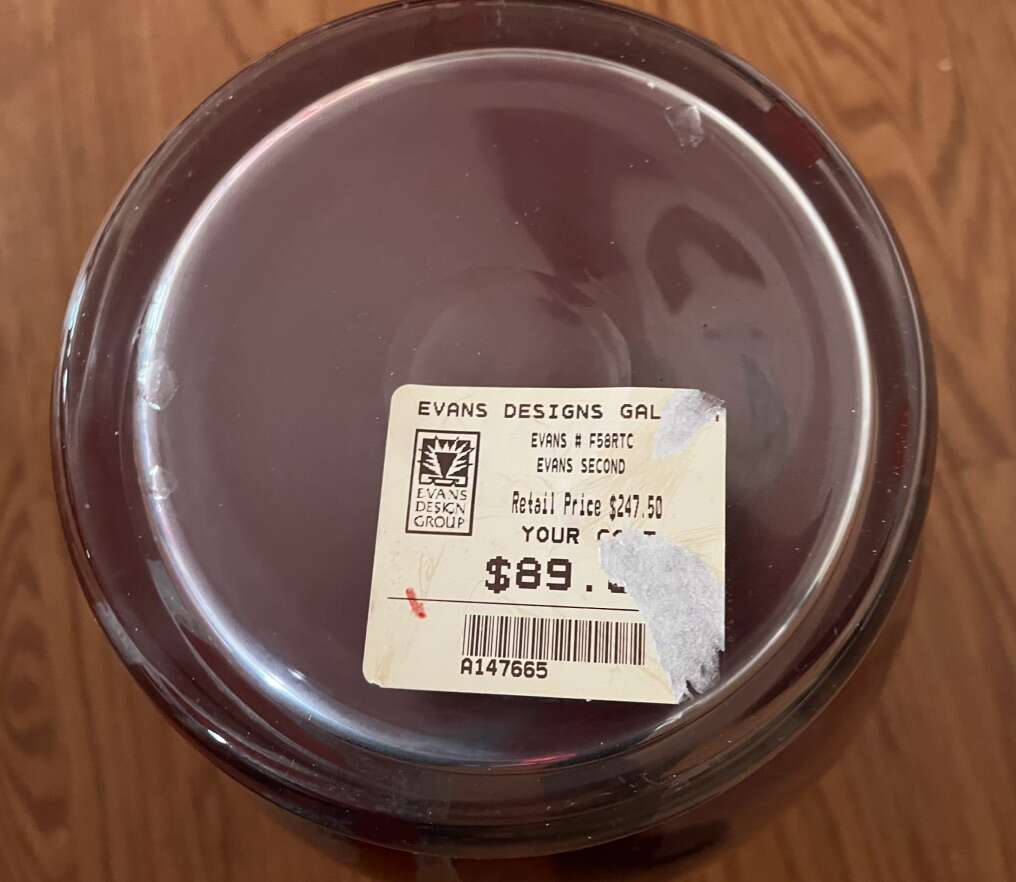 EVANS DESIGNS GAL
EVANS
DESIGN
GROUP
EVANS # F58RTC
EVANS SECOND
Retail Price $247.50
YOUR
$89.
A147665